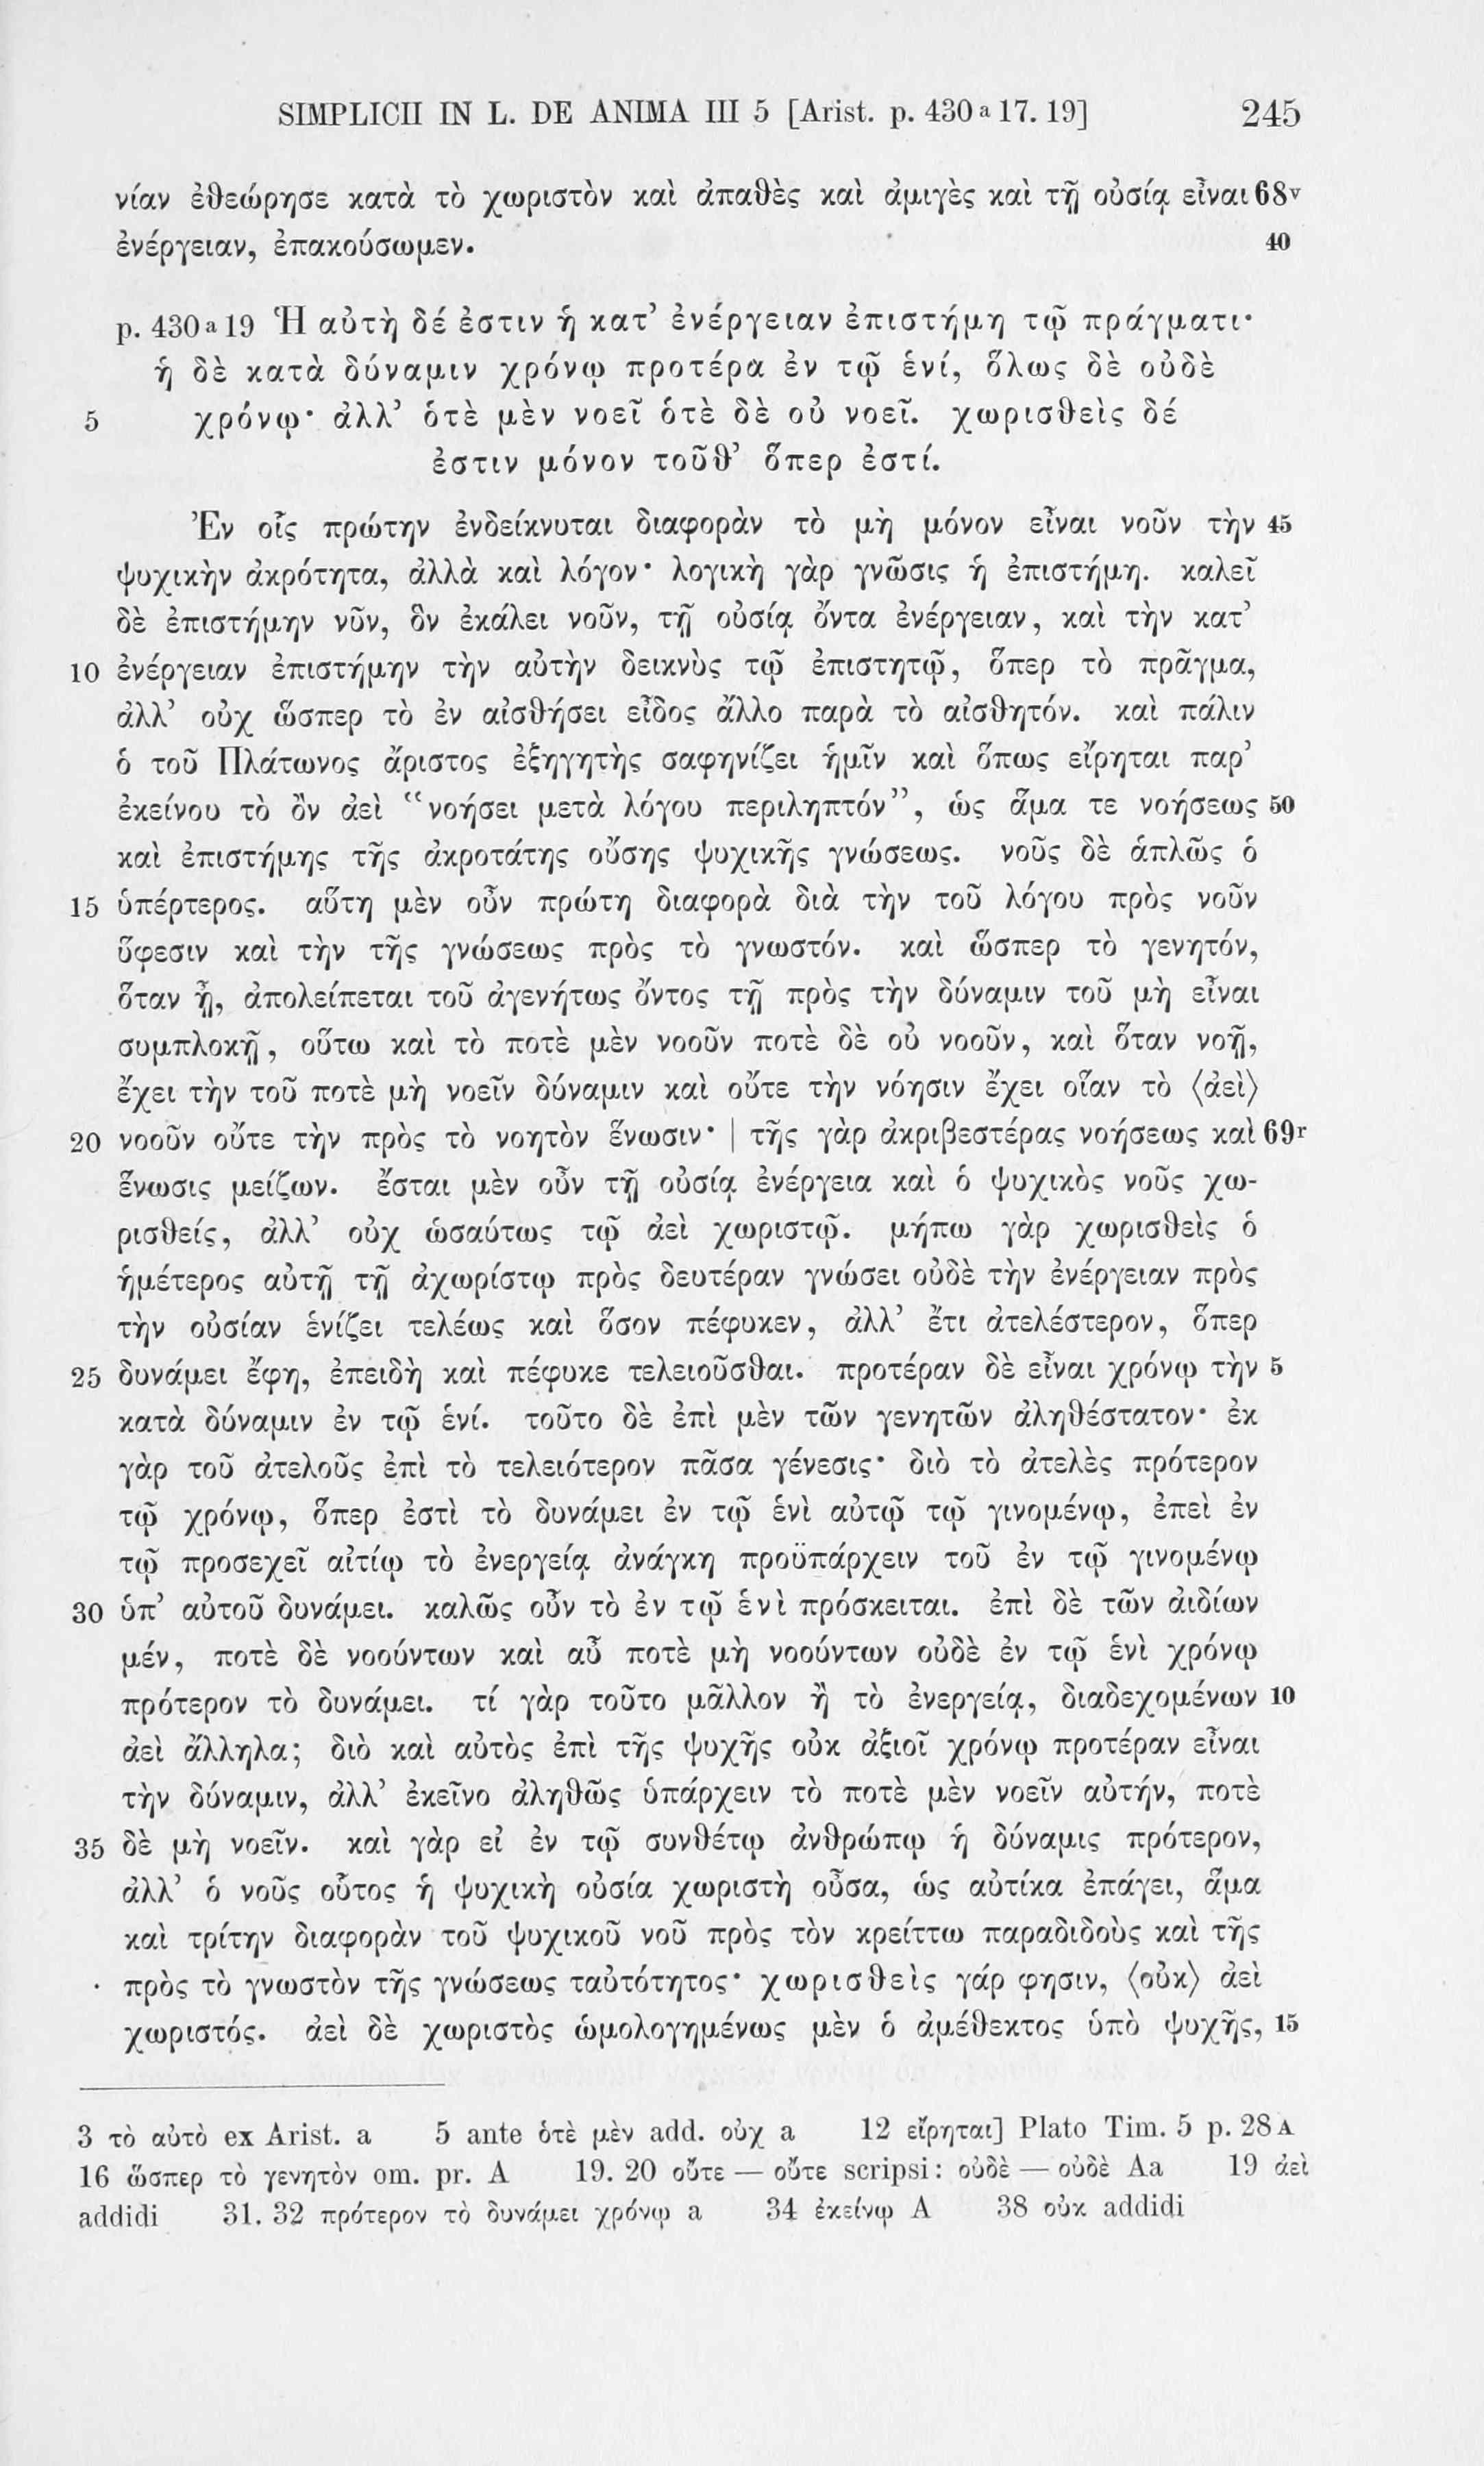 SIMPLICII IN L. DE ANIMA III 5 [Arist. p. 430 a 17. 19] 245
νίαν ἐθεώρησε κατὰ τὸ χωριστὸν καὶ ἀπαθὲς καὶ ἀμιγὲς καὶ τῇ οὐσίᾳ εἶναι 68v
ἐνέργειαν, ἐπακούσωμεν. 40
p. 430 a 19 Ἡ αὐτὴ δέ ἐστιν ἡ κατ’ ἐνέργειαν ἐπιστήμη τῷ πράγματι·
ἡ δὲ κατὰ δύναμιν χρόνῳ προτέρα ἐν τῷ ἑνί, ὅλως δὲ οὐδὲ
5 χρόνῳ· ἀλλ’ ὁτὲ μὲν νοεῖ ὁτὲ δὲ οὐ νοεῖ. χωρισθεὶς δέ
ἐστιν μόνον τοῦθ’ ὅπερ ἐστί.
Ἐν οἷς πρώτην ἐνδείκνυται διαφορὰν τὸ μὴ μόνον εἶναι νοῦν τὴν 45
ψυχικὴν ἀκρότητα, ἀλλὰ καὶ λόγον· λογικὴ γὰρ γνῶσις ἡ ἐπιστήμη. καλεῖ
δὲ ἐπιστήμην νῦν, ὃν ἐκάλει νοῦν, τῇ οὐσίᾳ ὄντα ἐνέργειαν, καὶ τὴν κατ’
10 ἐνέργειαν ἐπιστήμην τὴν αὐτὴν δεικνὺς τῷ ἐπιστητῷ, ὅπερ τὸ πρᾶγμα,
ἀλλ’ οὐχ ὥσπερ τὸ ἐν αἰσθήσει εἶδος ἄλλο παρὰ τὸ αἰσθητόν. καὶ πάλιν
ὁ τοῦ Πλάτωνος ἄριστος ἐξηγητὴς σαφηνίζει ἡμῖν καὶ ὅπως εἴρηται παρ’
ἐκείνου τὸ ὂν ἀεὶ “νοήσει μετὰ λόγου περιληπτόν”, ὡς ἅμα τε νοήσεως 50
καὶ ἐπιστήμης τῆς ἀκροτάτης οὔσης ψυχικῆς γνώσεως. νοῦς δὲ ἁπλῶς ὁ
15 ὑπέρτερος. αὕτη μὲν οὖν πρώτη διαφορὰ διὰ τὴν τοῦ λόγου πρὸς νοῦν
ὕφεσιν καὶ τὴν τῆς γνώσεως πρὸς τὸ γνωστόν. καὶ ὥσπερ τὸ γενητόν,
ὅταν ᾖ, ἀπολείπεται τοῦ ἀγενήτως ὄντος τῇ πρὸς τὴν δύναμιν τοῦ μὴ εἶναι
συμπλοκῇ, οὕτω καὶ τὸ ποτὲ μὲν νοοῦν ποτὲ δὲ οὐ νοοῦν, καὶ ὅταν νοῇ,
ἔχει τὴν τοῦ ποτὲ μὴ νοεῖν δύναμιν καὶ οὔτε τὴν νόησιν ἔχει οἵαν τὸ ⟨ἀεὶ⟩
20 νοοῦν οὔτε τὴν πρὸς τὸ νοητὸν ἕνωσιν· | τῆς γὰρ ἀκριβεστέρας νοήσεως καὶ 69r
ἕνωσις μείζων. ἔσται μὲν οὖν τῇ οὐσίᾳ ἐνέργεια καὶ ὁ ψυχικὸς νοῦς χω-
ρισθείς, ἀλλ’ οὐχ ὡσαύτως τῷ ἀεὶ χωριστῷ. μήπω γὰρ χωρισθεὶς ὁ
ἡμέτερος αὐτῇ τῇ ἀχωρίστῳ πρὸς δευτέραν γνώσει οὐδὲ τὴν ἐνέργειαν πρὸς
τὴν οὐσίαν ἑνίζει τελέως καὶ ὅσον πέφυκεν, ἀλλ’ ἔτι ἀτελέστερον, ὅπερ
25 δυνάμει ἔφη, ἐπειδὴ καὶ πέφυκε τελειοῦσθαι. προτέραν δὲ εἶναι χρόνῳ τὴν 5
κατὰ δύναμιν ἐν τῷ ἑνί. τοῦτο δὲ ἐπὶ μὲν τῶν γενητῶν ἀληθέστατον· ἐκ
γὰρ τοῦ ἀτελοῦς ἐπὶ τὸ τελειότερον πᾶσα γένεσις· διὸ τὸ ἀτελὲς πρότερον
τῷ χρόνῳ, ὅπερ ἐστὶ τὸ δυνάμει ἐν τῷ ἑνὶ αὐτῷ τῷ γινομένῳ, ἐπεὶ ἐν
τῷ προσεχεῖ αἰτίῳ τὸ ἐνεργείᾳ ἀνάγκη προϋπάρχειν τοῦ ἐν τῷ γινομένῳ
30 ὑπ’ αὐτοῦ δυνάμει. καλῶς οὖν τὸ ἐν τῷ ἑνὶ πρόσκειται. ἐπὶ δὲ τῶν ἀιδίων
μέν, ποτὲ δὲ νοούντων καὶ αὖ ποτὲ μὴ νοούντων οὐδὲ ἐν τῷ ἑνὶ χρόνῳ
πρότερον τὸ δυνάμει. τί γὰρ τοῦτο μᾶλλον ἢ τὸ ἐνεργείᾳ, διαδεχομένων 10
ἀεὶ ἄλληλα; διὸ καὶ αὐτὸς ἐπὶ τῆς ψυχῆς οὐκ ἀξιοῖ χρόνῳ προτέραν εἶναι
τὴν δύναμιν, ἀλλ’ ἐκεῖνο ἀληθῶς ὑπάρχειν τὸ ποτὲ μὲν νοεῖν αὐτήν, ποτὲ
35 δὲ μὴ νοεῖν. καὶ γὰρ εἰ ἐν τῷ συνθέτῳ ἀνθρώπῳ ἡ δύναμις πρότερον,
ἀλλ’ ὁ νοῦς οὗτος ἡ ψυχικὴ οὐσία χωριστὴ οὖσα, ὡς αὐτίκα ἐπάγει, ἅμα
καὶ τρίτην διαφορὰν τοῦ ψυχικοῦ νοῦ πρὸς τὸν κρείττω παραδιδοὺς καὶ τῆς
πρὸς τὸ γνωστὸν τῆς γνώσεως ταὐτότητος· χωρισθεὶς γάρ φησιν, ⟨οὐκ⟩ ἀεὶ
χωριστός. ἀεὶ δὲ χωριστὸς ὡμολογημένως μὲν ὁ ἀμέθεκτος ὑπὸ ψυχῆς, 15
3 τὸ αὐτὸ ex Arist. a 5 ante ὁτὲ μὲν add. οὐχ a 12 εἴρηται] Plato Tim. 5 p. 28 A
16 ὥσπερ τὸ γενητὸν om. pr. A 19. 20 οὔτε — οὔτε scripsi: οὐδὲ — οὐδὲ Aa 19 ἀεὶ
addidi 31. 32 πρότερον τὸ δυνάμει χρόνῳ a 34 ἐκείνῳ A 38 οὐκ addidi